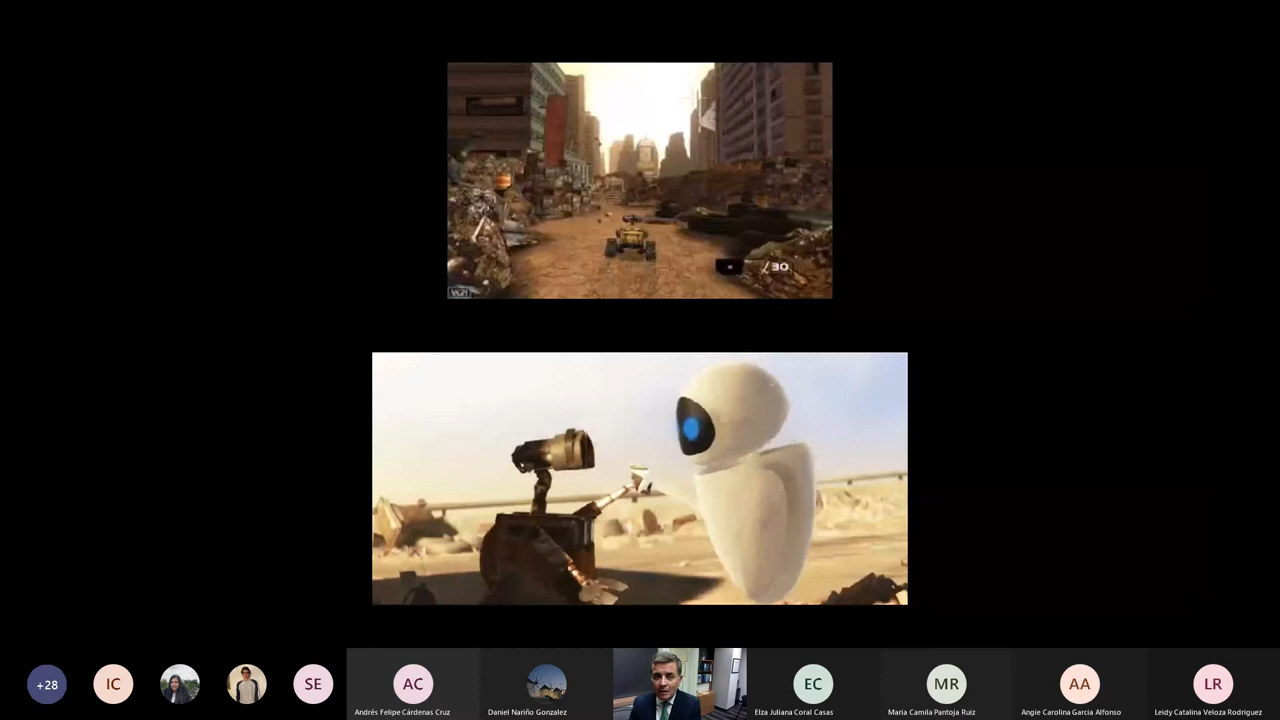 /30
VGM
+28
IC
SE
AC
EC
MR
AA
LR
Andrés Felipe Cárdenas Cruz
Daniel Nariño Gonzalez
Elza Juliana Coral Casas
Maria Camila Pantoja Ruiz
Angie Carolina Garcia Alfonso
Leidy Catalina Veloza Rodriguez